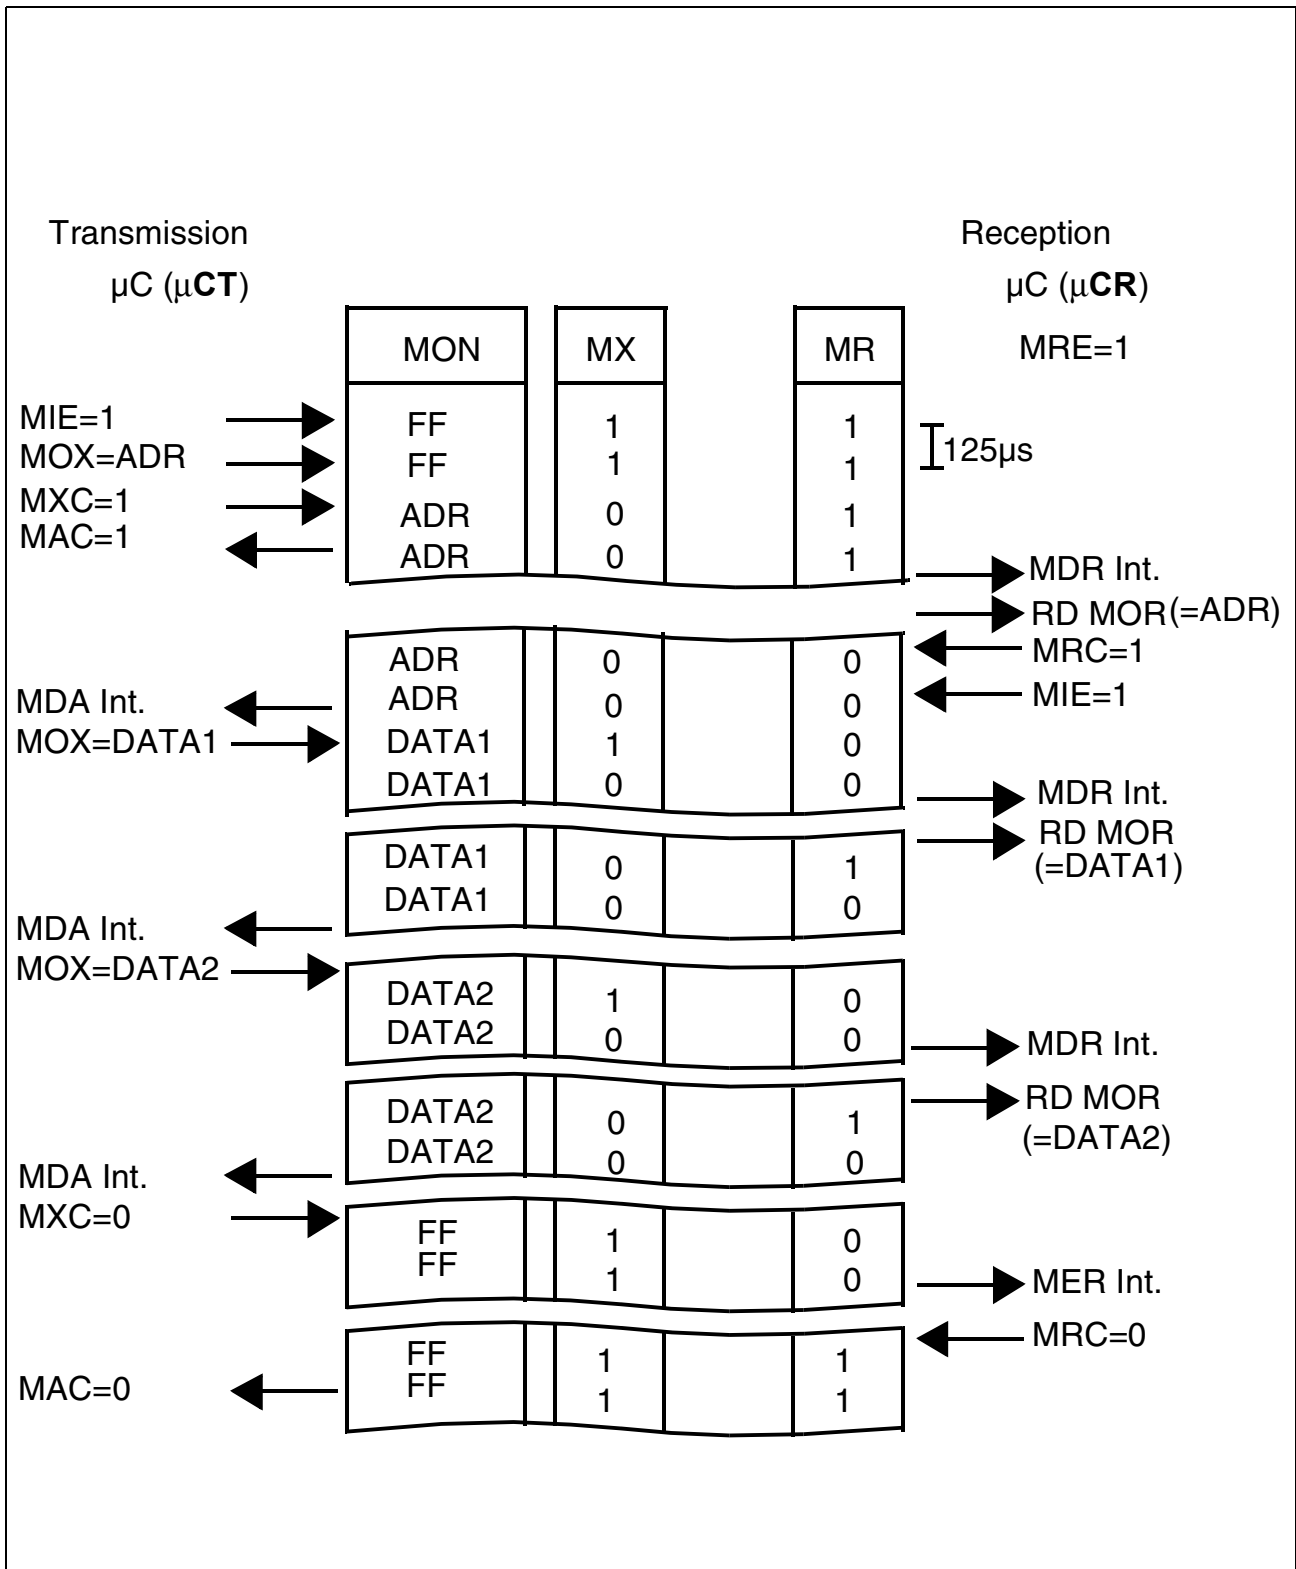 Transmission Reception
µC (µCT) µC (µCR)
MON MX MR MRE=1
MIE=1 FF 1 1
125µs
MOX=ADR FF 1 1
MXC=1 ADR 0 1
MAC=1 ADR 0 1
MDR Int.
RD MOR (=ADR)
ADR 0 0 MRC=1
MDA Int. ADR 0 0 MIE=1
MOX=DATA1 DATA1 1 0
DATA1 0 0 MDR Int.
DATA1 0 1 RD MOR
(=DATA1)
DATA1 0 0
MDA Int.
MOX=DATA2
DATA2 1 0
DATA2 0 0 MDR Int.
DATA2 0 1 RD MOR
(=DATA2)
DATA2 0 0
MDA Int.
MXC=0
FF 1 0
FF 1 0 MER Int.
MRC=0
FF 1 1
MAC=0 FF 1 1